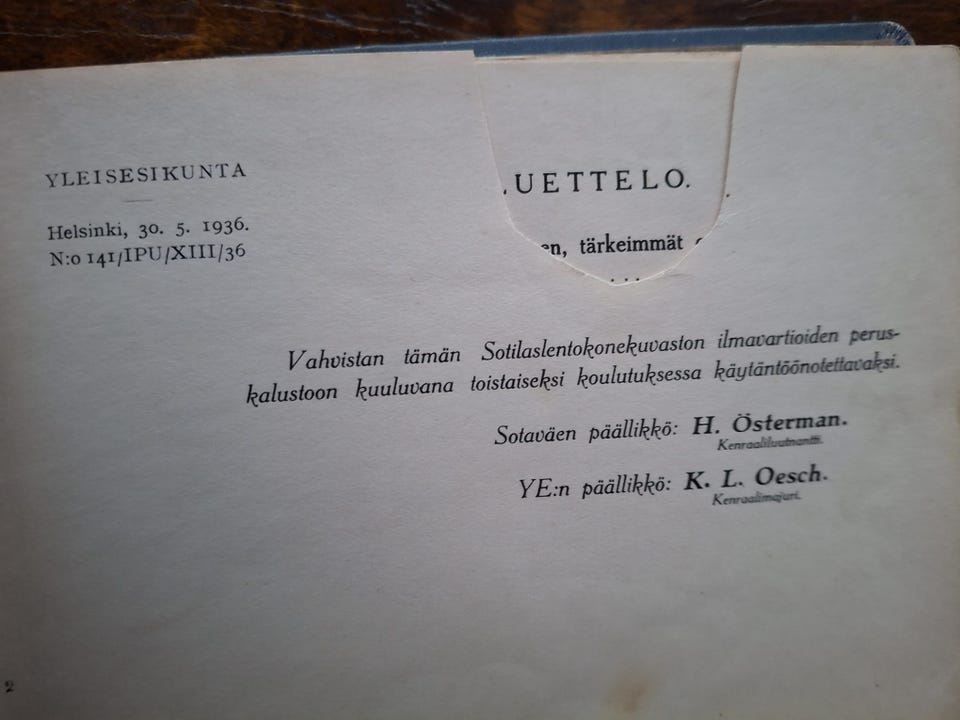 YLEISESIKUNTA
Helsinki, 30. 5. 1936.
N:o 141/IPU/XIII/36
UETTELO.
en, tärkeimmät
Vahvistan tämän Sotilaslentokonekuvaston ilmavartioiden perus-
kalustoon kuuluvana toistaiseksi koulutuksessa käytäntöönotettavaksi.
Sotaväen päällikkö: H. Österman.
Kenraaliluutnantti.
YE:n päällikkö: K. L. Oesch.
Kenraalimajuri.
2